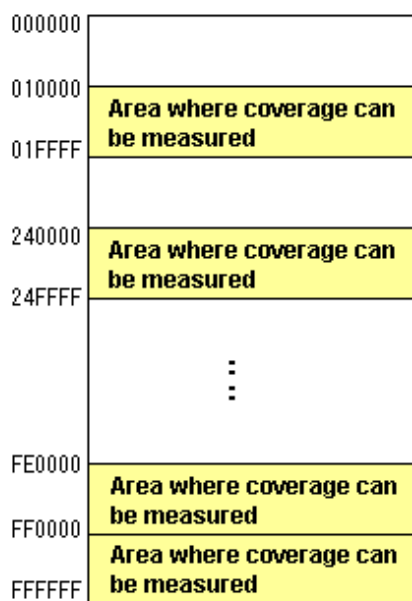 000000
010000
Area where coverage can
be measured
01FFFF
240000
Area where coverage can
be measured
24FFFF
:
:
FE0000
Area where coverage can
be measured
FF0000
Area where coverage can
be measured
FFFFFF